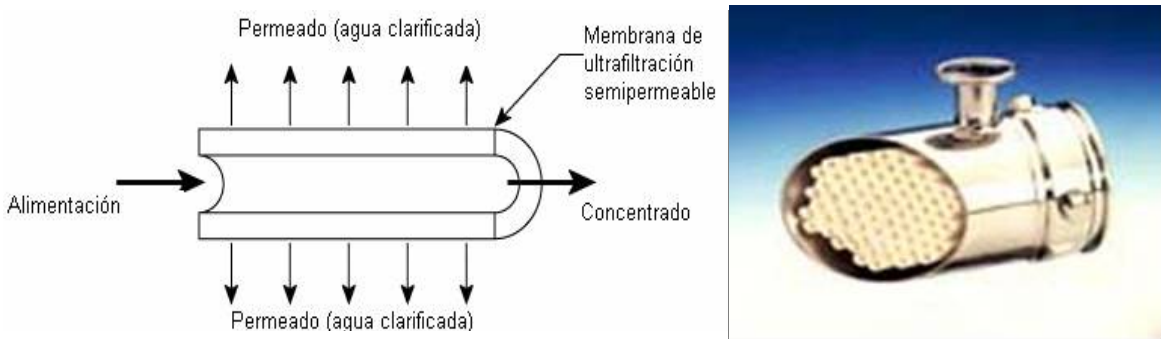 Permeado (agua clarificada)
Membrana de
ultrafiltración
semipermeable
Alimentación
Concentrado
Permeado (agua clarificada)